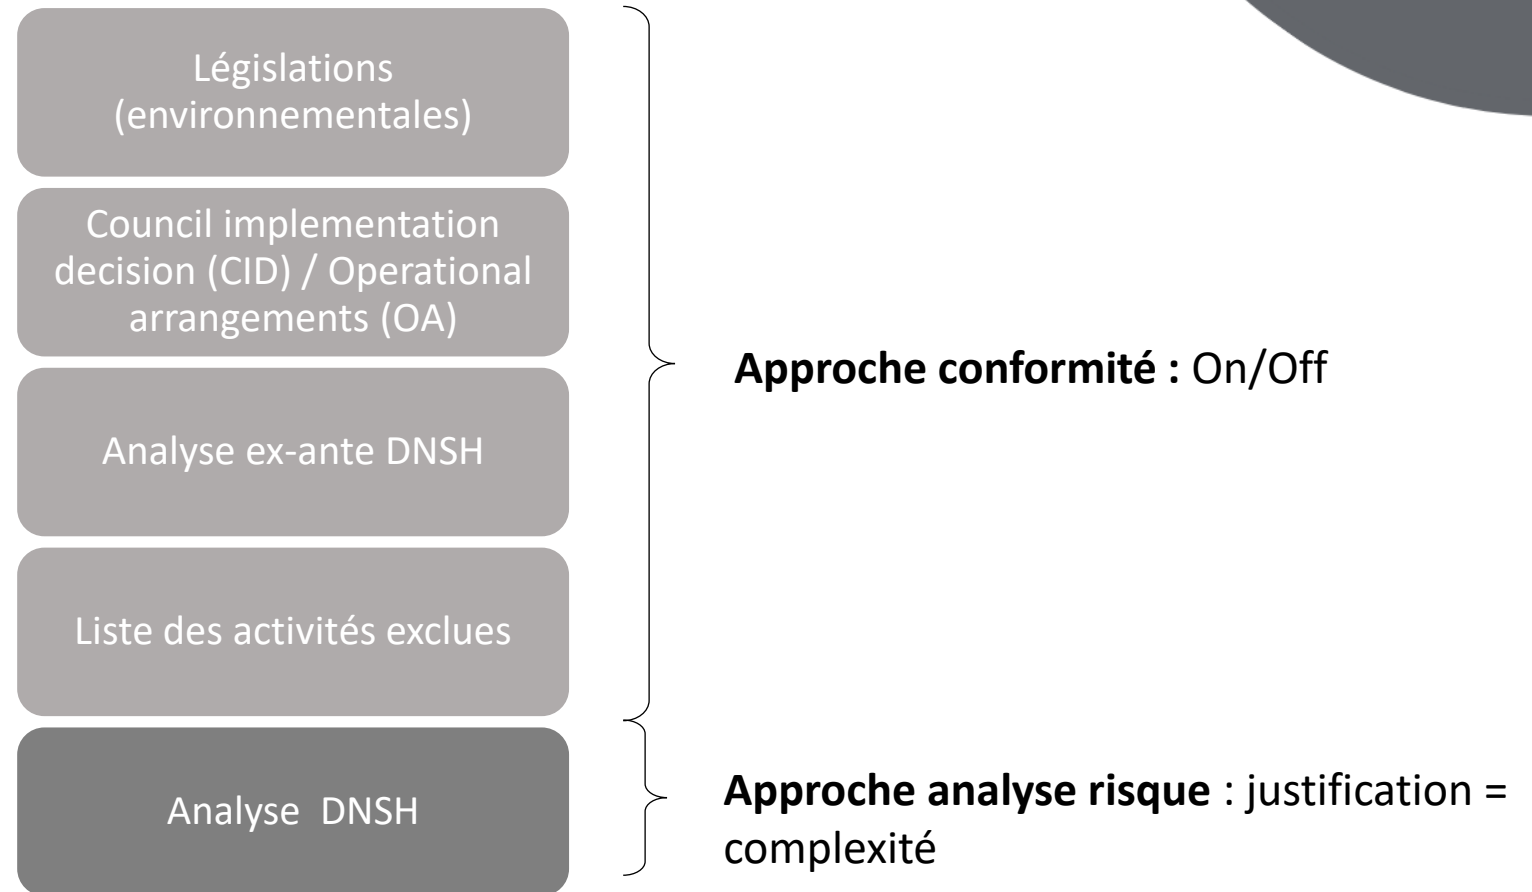 Législations
(environnementales)
Council implementation
decision (CID) / Operational
arrangements (OA)
Analyse ex-ante DNSH
Liste des activités exclues
Approche conformité : On/Off
Analyse DNSH
Approche analyse risque : justification =
complexité